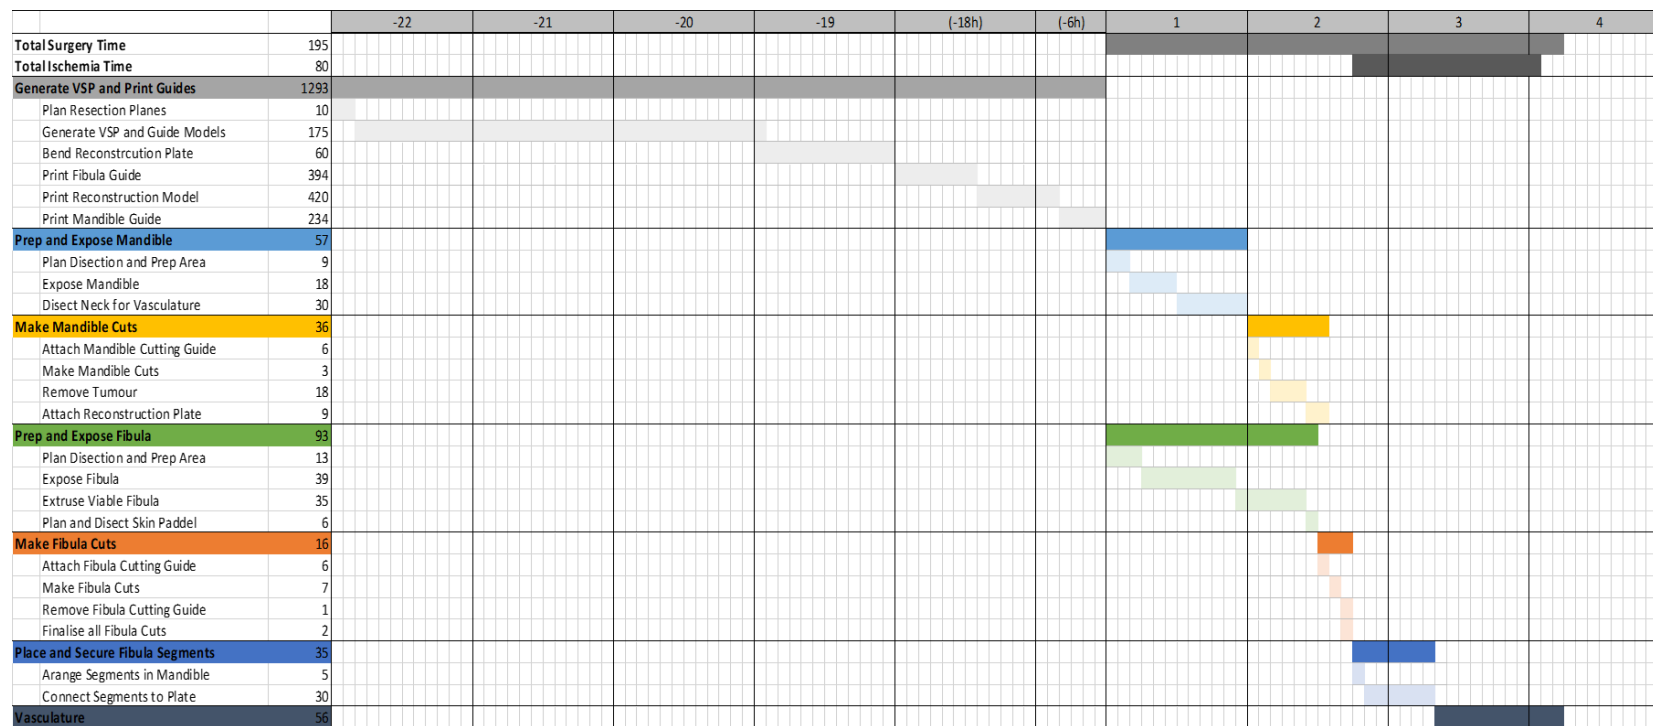 -22 -21 -20 -19 (-18h) (-6h) 1 2 3 4
Total Surgery Time 195
Total Ischemia Time 80
Generate VSP and Print Guides 1293
Plan Resection Planes 10
Generate VSP and Guide Models 175
Bend Reconstrcution Plate 60
Print Fibula Guide 394
Print Reconstruction Model 420
Print Mandible Guide 234
Prep and Expose Mandible 57
Plan Disection and Prep Area 9
Expose Mandible 18
Disect Neck for Vasculature 30
Make Mandible Cuts 36
Attach Mandible Cutting Guide 6
Make Mandible Cuts 3
Remove Tumour 18
Attach Reconstruction Plate 9
Prep and Expose Fibula 93
Plan Disection and Prep Area 13
Expose Fibula 39
Extruse Viable Fibula 35
Plan and Disect Skin Paddel 6
Make Fibula Cuts 16
Attach Fibula Cutting Guide 6
Make Fibula Cuts 7
Remove Fibula Cutting Guide 1
Finalise all Fibula Cuts 2
Place and Secure Fibula Segments 35
Arange Segments in Mandible 5
Connect Segments to Plate 30
Vasculature 56